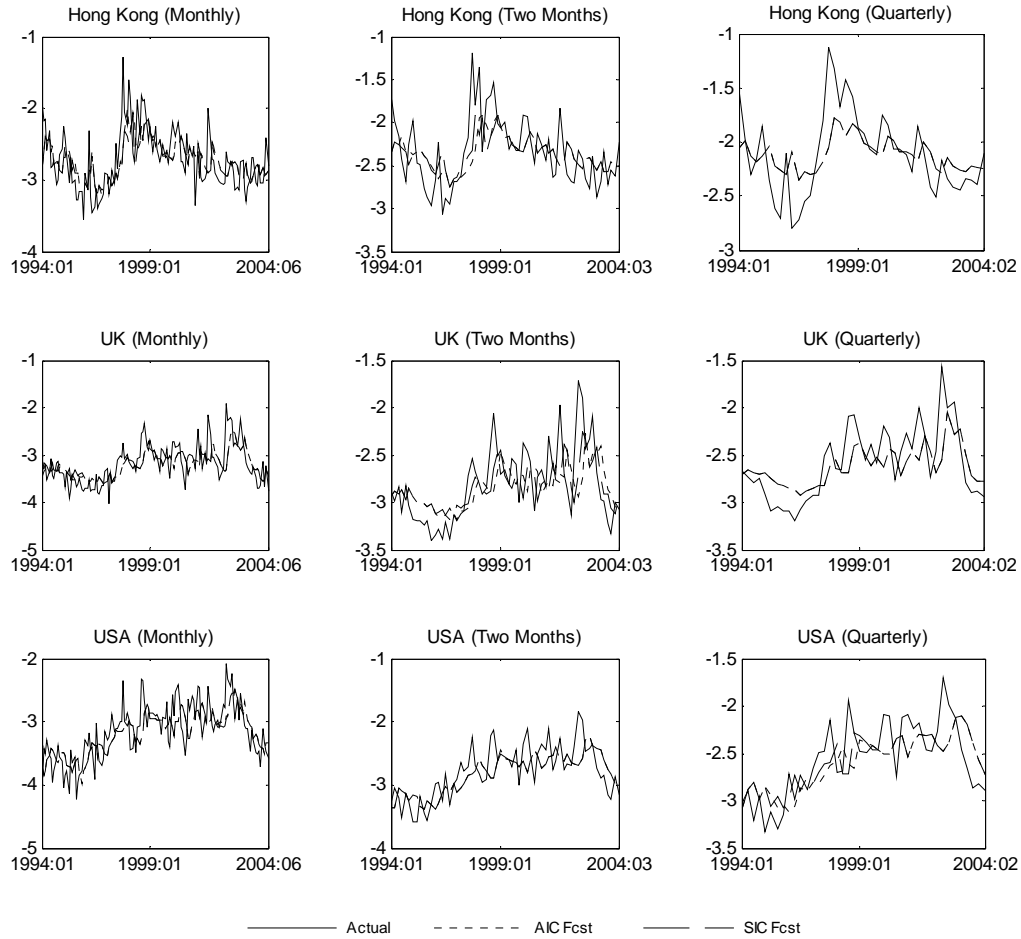 Hong Kong (Monthly)
-1
-2
-3
-4
1994:01 1999:01 2004:06
Hong Kong (Two Months)
-1
-1.5
-2
-2.5
-3
-3.5
1994:01 1999:01 2004:03
Hong Kong (Quarterly)
-1
-1.5
-2
-2.5
-3
1994:01 1999:01 2004:02
UK (Monthly)
-1
-2
-3
-4
-5
1994:01 1999:01 2004:06
UK (Two Months)
-1.5
-2
-2.5
-3
-3.5
1994:01 1999:01 2004:03
UK (Quarterly)
-1.5
-2
-2.5
-3
-3.5
1994:01 1999:01 2004:02
USA (Monthly)
-2
-3
-4
-5
1994:01 1999:01 2004:06
USA (Two Months)
-1
-2
-3
-4
1994:01 1999:01 2004:03
USA (Quarterly)
-1.5
-2
-2.5
-3
-3.5
1994:01 1999:01 2004:02
Actual AIC Fcst SIC Fcst